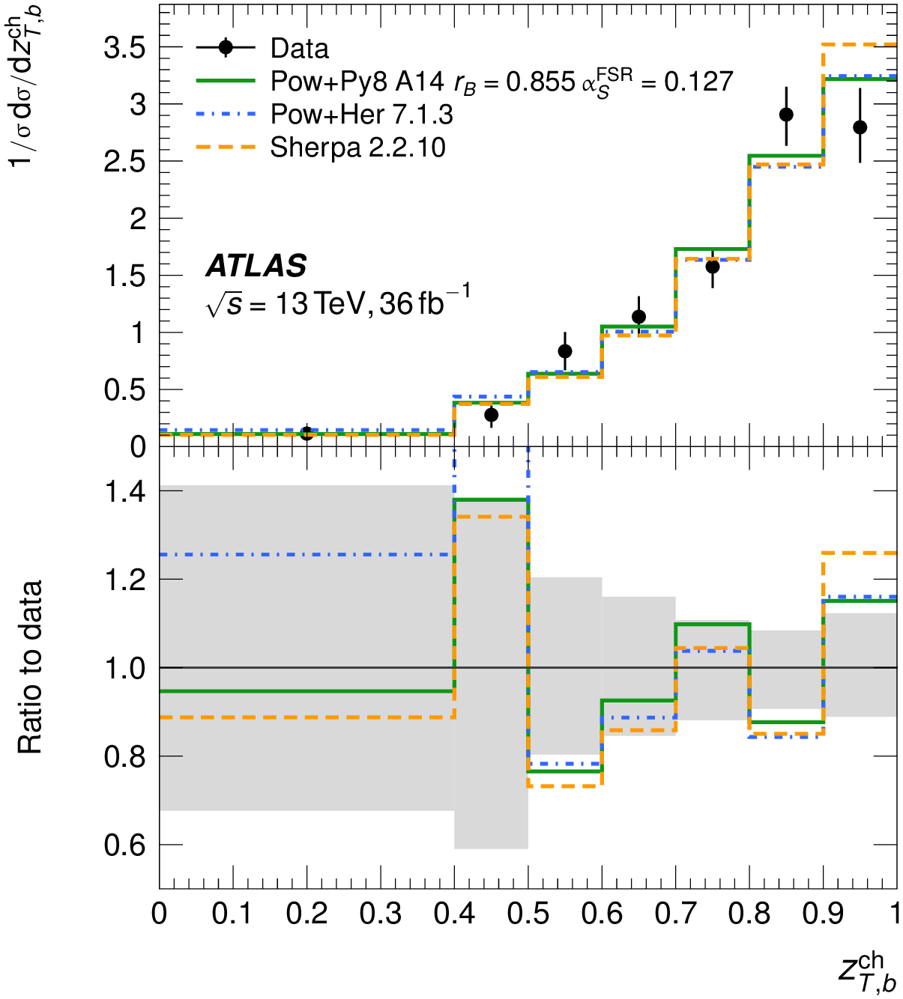 1 / σ dσ / dz^{ch}_{T,b}
3.5
3
2.5
2
1.5
1
0.5
0
Data
Pow+Py8 A14 r_B = 0.855 α_S^{FSR} = 0.127
Pow+Her 7.1.3
Sherpa 2.2.10
ATLAS
√s = 13 TeV, 36 fb⁻¹
Ratio to data
1.4
1.2
1.0
0.8
0.6
0 0.1 0.2 0.3 0.4 0.5 0.6 0.7 0.8 0.9 1
z^{ch}_{T,b}